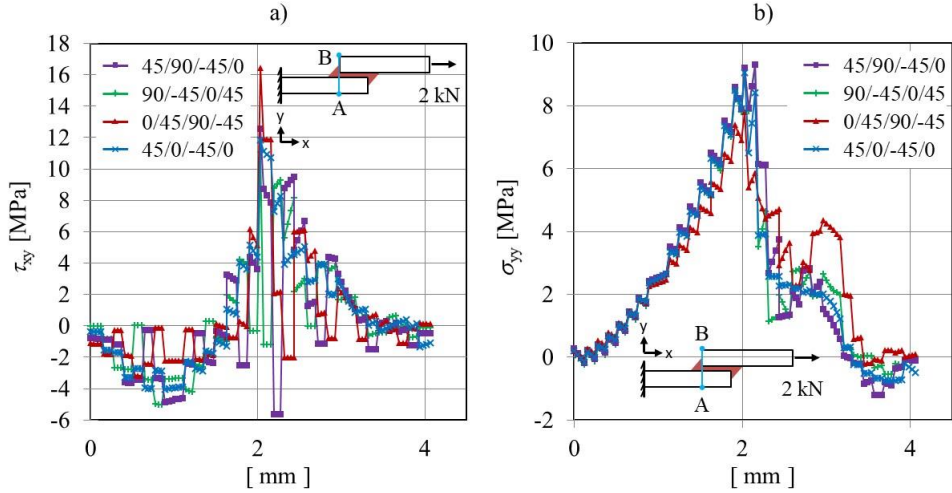 a)
18
16
14
12
10
8
6
4
2
0
-2
-4
-6
τxy [MPa]
45/90/-45/0
90/-45/0/45
0/45/90/-45
45/0/-45/0
B
A
2 kN
y
x
0
2
4
[ mm ]
b)
10
8
6
4
2
0
-2
σyy [MPa]
45/90/-45/0
90/-45/0/45
0/45/90/-45
45/0/-45/0
y
x
B
A
2 kN
0
2
4
[ mm ]